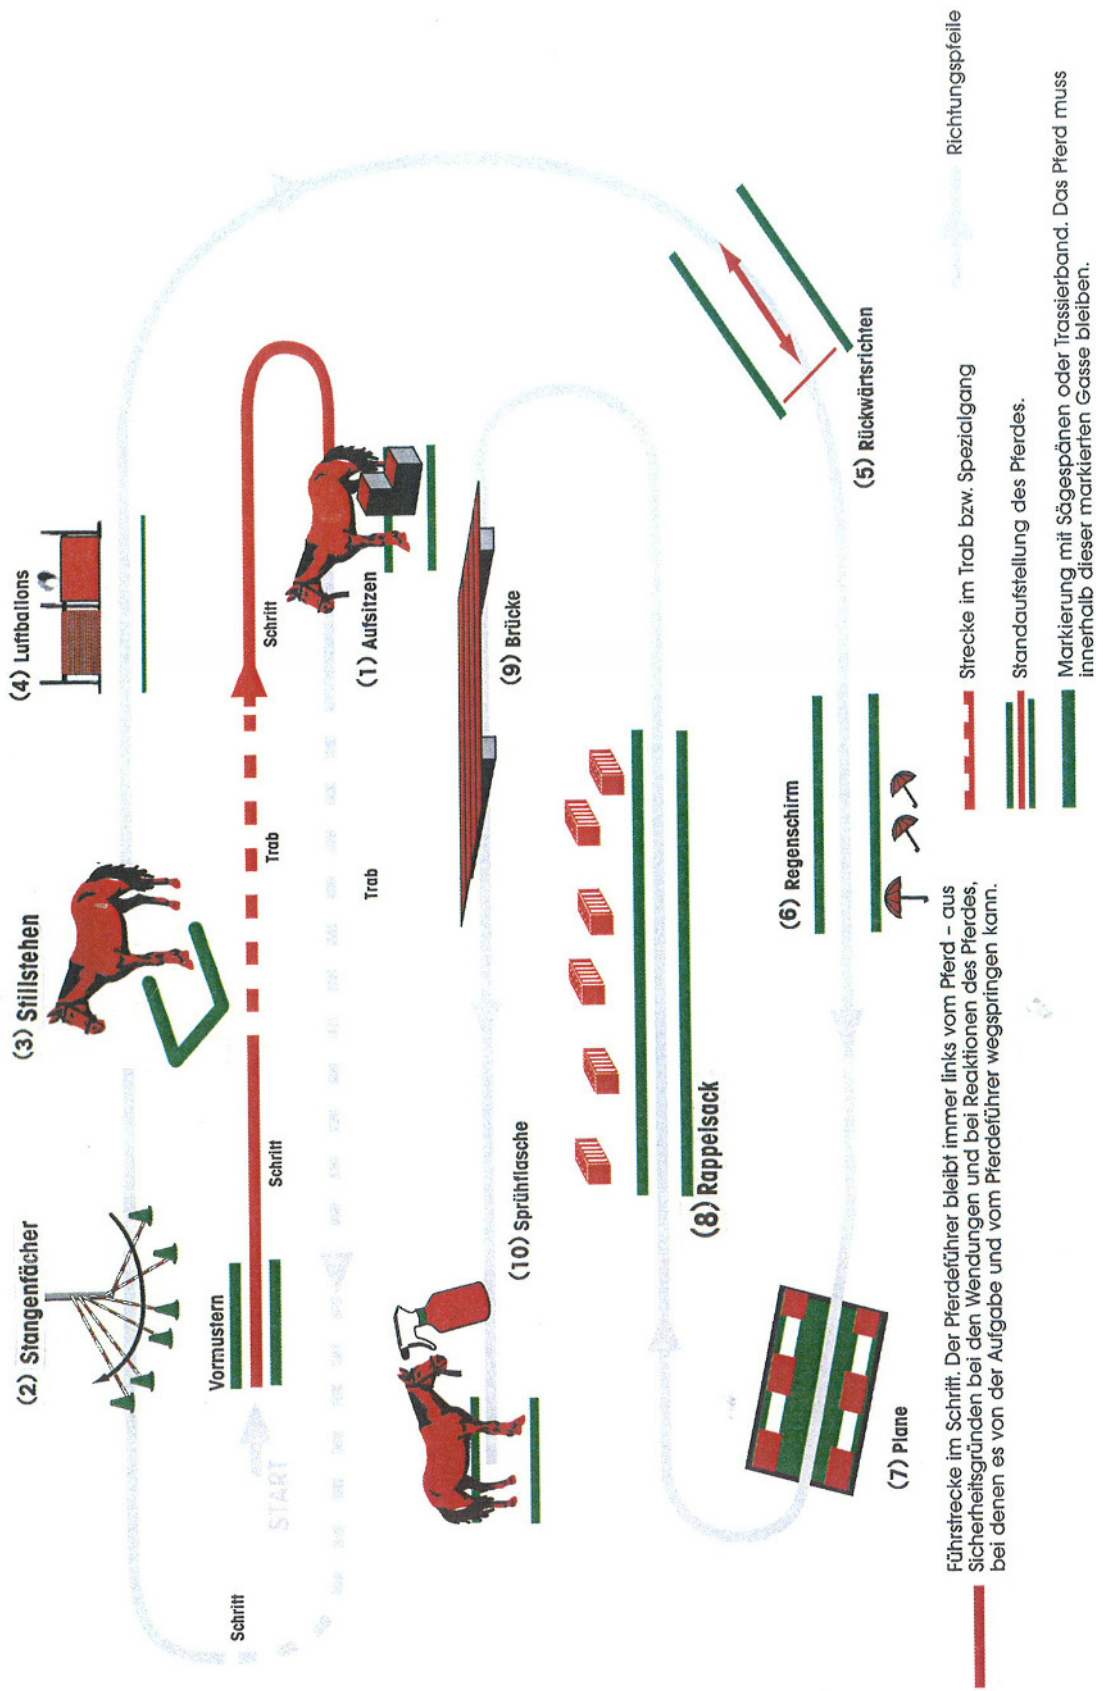 (2) Stangenfächer
(3) Stillstehen
(4) Luftballons
Vormustern
Schritt
Trab
Schritt
START
Schritt
Trab
(1) Aufsitzen
(10) Sprühflasche
(9) Brücke
(8) Rappelsack
(7) Plane
(6) Regenschirm
(5) Rückwärtsrichten
Führstrecke im Schritt. Der Pferdeführer bleibt immer links vom Pferd – aus
Sicherheitsgründen bei den Wendungen und bei Reaktionen des Pferdes,
bei denen es von der Aufgabe und vom Pferdeführer wegspringen kann.
Strecke im Trab bzw. Spezialgang
Standaufstellung des Pferdes.
Markierung mit Sägespänen oder Trassierband. Das Pferd muss
innerhalb dieser markierten Gasse bleiben.
Richtungspfeile